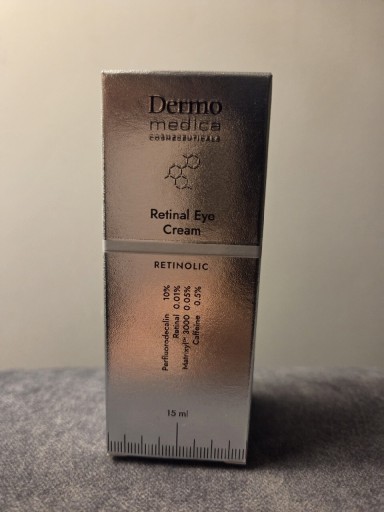 Dermo
medica
COSMECEUTICALS
Retinal Eye
Cream
RETINOLIC
Perfluorodecalin 10%
Retinal 0.01%
Matrixyl™ 3000 0.05%
Caffeine 0.5%
15 ml